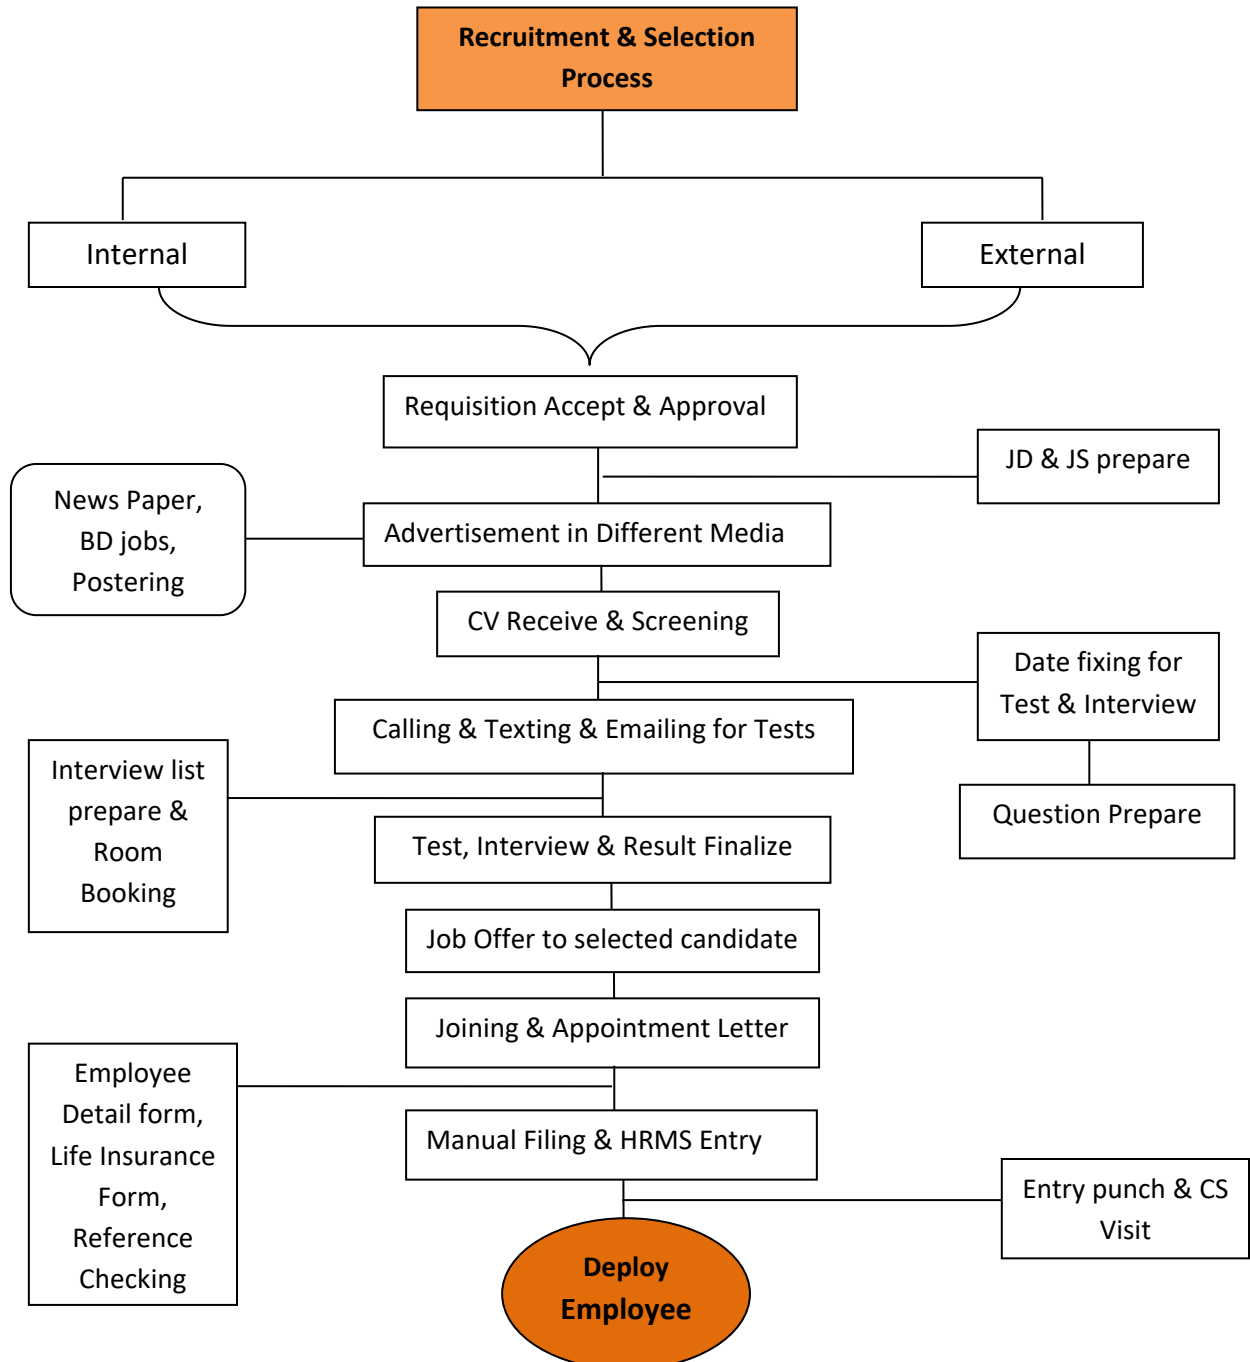 Recruitment & Selection
Process
Internal
External
Requisition Accept & Approval
JD & JS prepare
News Paper,
BD jobs,
Postering
Advertisement in Different Media
CV Receive & Screening
Date fixing for
Test & Interview
Calling & Texting & Emailing for Tests
Interview list
prepare &
Room
Booking
Question Prepare
Test, Interview & Result Finalize
Job Offer to selected candidate
Joining & Appointment Letter
Employee
Detail form,
Life Insurance
Form,
Reference
Checking
Manual Filing & HRMS Entry
Entry punch & CS
Visit
Deploy
Employee